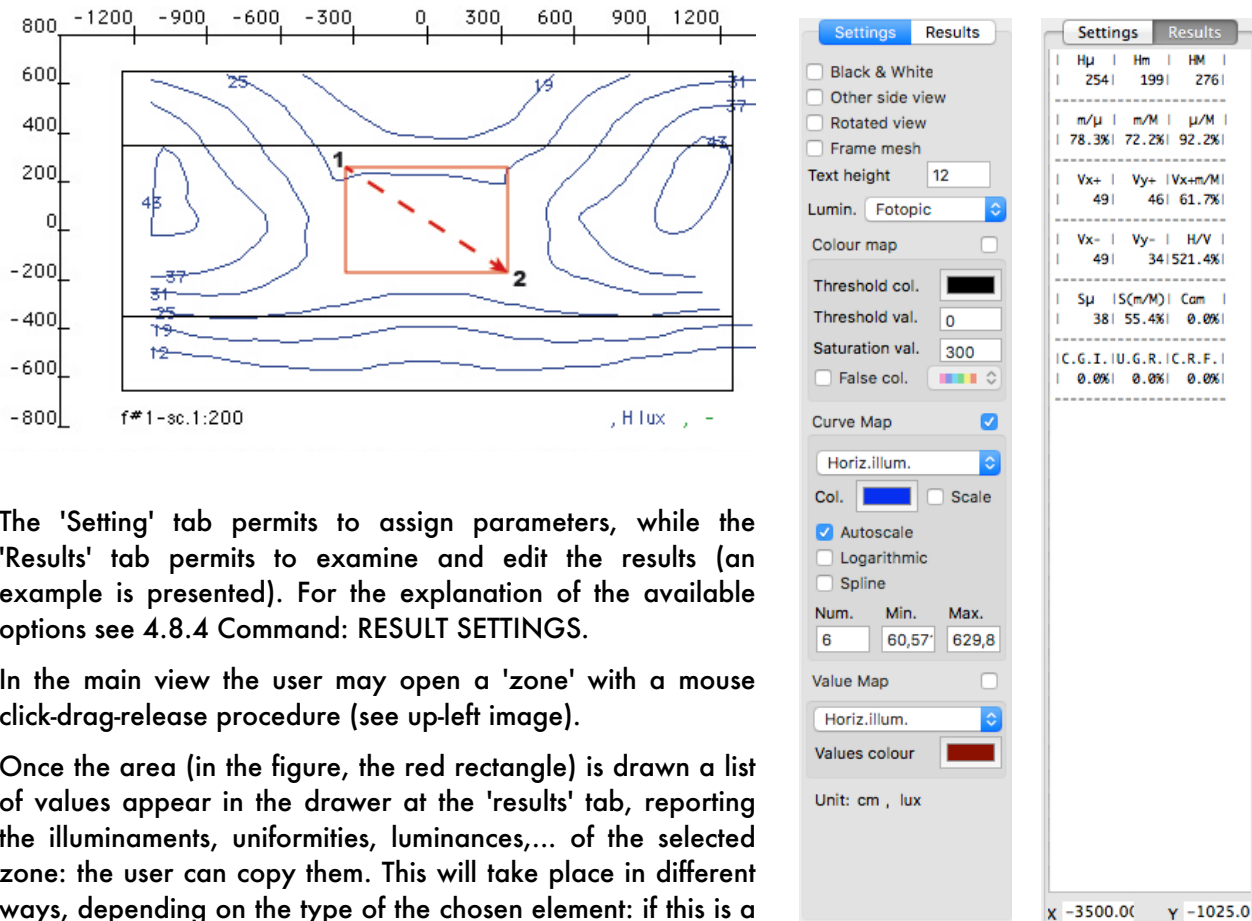 -1200 -900 -600 -300 0 300 600 900 1200
800
600
400
200
0
-200
-400
-600
-800
25
19
31
37
43
1
43
2
37
31
25
19
12
f#1-sc.1:200
, H lux , -
The 'Setting' tab permits to assign parameters, while the
'Results' tab permits to examine and edit the results (an
example is presented). For the explanation of the available
options see 4.8.4 Command: RESULT SETTINGS.
In the main view the user may open a 'zone' with a mouse
click-drag-release procedure (see up-left image).
Once the area (in the figure, the red rectangle) is drawn a list
of values appear in the drawer at the 'results' tab, reporting
the illuminaments, uniformities, luminances,... of the selected
zone: the user can copy them. This will take place in different
ways, depending on the type of the chosen element: if this is a
Settings Results
Black & White
Other side view
Rotated view
Frame mesh
Text height 12
Lumin. Fotopic
Colour map
Threshold col.
Threshold val. 0
Saturation val. 300
False col.
Curve Map
Horiz.illum.
Col. Scale
Autoscale
Logarithmic
Spline
Num. Min. Max.
6 60,57 629,8
Value Map
Horiz.illum.
Values colour
Unit: cm , lux
Settings Results
| Hµ | Hm | HM |
| 254| 199| 276|
------------------------
| m/µ | m/M | µ/M |
| 78.3%| 72.2%| 92.2%|
------------------------
| Vx+ | Vy+ |Vx+m/M|
| 49| 46| 61.7%|
------------------------
| Vx- | Vy- | H/V |
| 49| 34|521.4%|
------------------------
| Sµ |S(m/M)| Cam |
| 38| 55.4%| 0.0%|
------------------------
|C.G.I.|U.G.R.|C.R.F.|
| 0.0%| 0.0%| 0.0%|
------------------------
X -3500.0 Y -1025.0